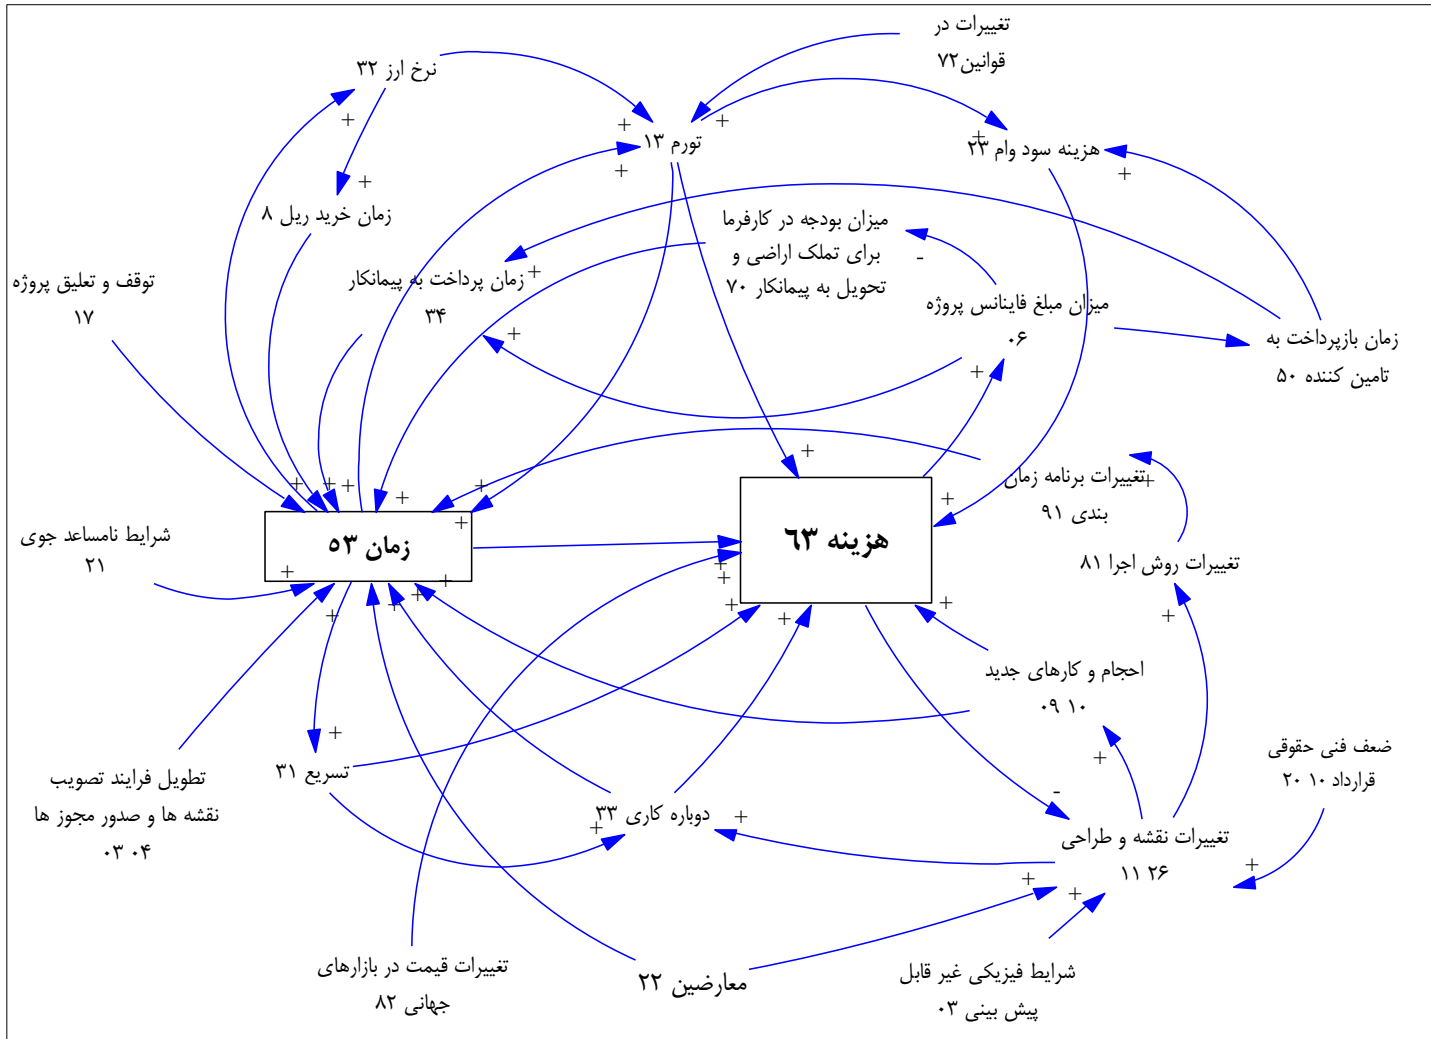 تغییرات در
قوانین۷۲
نرخ ارز ۳۲
تورم ۱۳
هزینه سود وام ۲۳
زمان خرید ریل ۸
میزان بودجه در کارفرما
برای تملک اراضی و
تحویل به پیمانکار ۷۰
توقف و تعلیق پروژه
۱۷
زمان پرداخت به پیمانکار
۳۴
میزان مبلغ فاینانس پروژه
۰۶
زمان بازپرداخت به
تامین کننده ۵۰
تغییرات برنامه زمان
بندی ۹۱
شرایط نامساعد جوی
۲۱
زمان ۵۳
هزینه ۶۳
تغییرات روش اجرا ۸۱
احجام و کارهای جدید
۰۹ ۱۰
ضعف فنی حقوقی
قرارداد ۱۰ ۲۰
تسریع ۳۱
تطویل فرایند تصویب
نقشه ها و صدور مجوز ها
۰۳ ۰۴
دوباره کاری ۳۳
تغییرات نقشه و طراحی
۱۱ ۲۶
تغییرات قیمت در بازارهای
جهانی ۸۲
معارضین ۲۲
شرایط فیزیکی غیر قابل
پیش بینی ۰۳